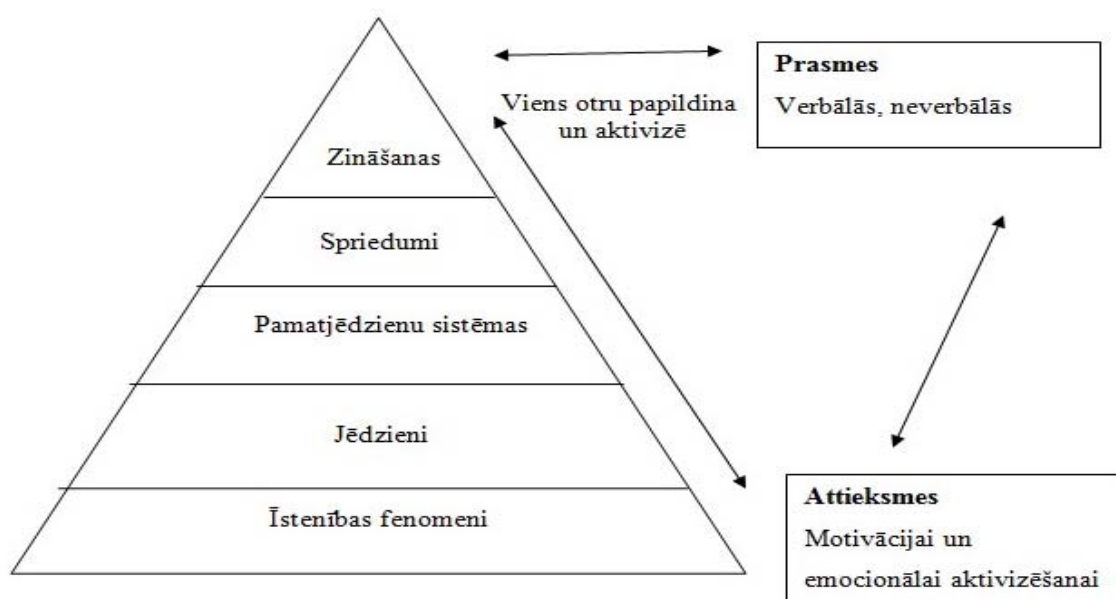 Zināšanas
Spriedumi
Pamatjēdzienu sistēmas
Jēdzieni
Īstenības fenomeni
Viens otru papildina
un aktivizē
Prasmes
Verbālās, neverbālās
Attieksmes
Motivācijai un
emocionālai aktivizēšanai